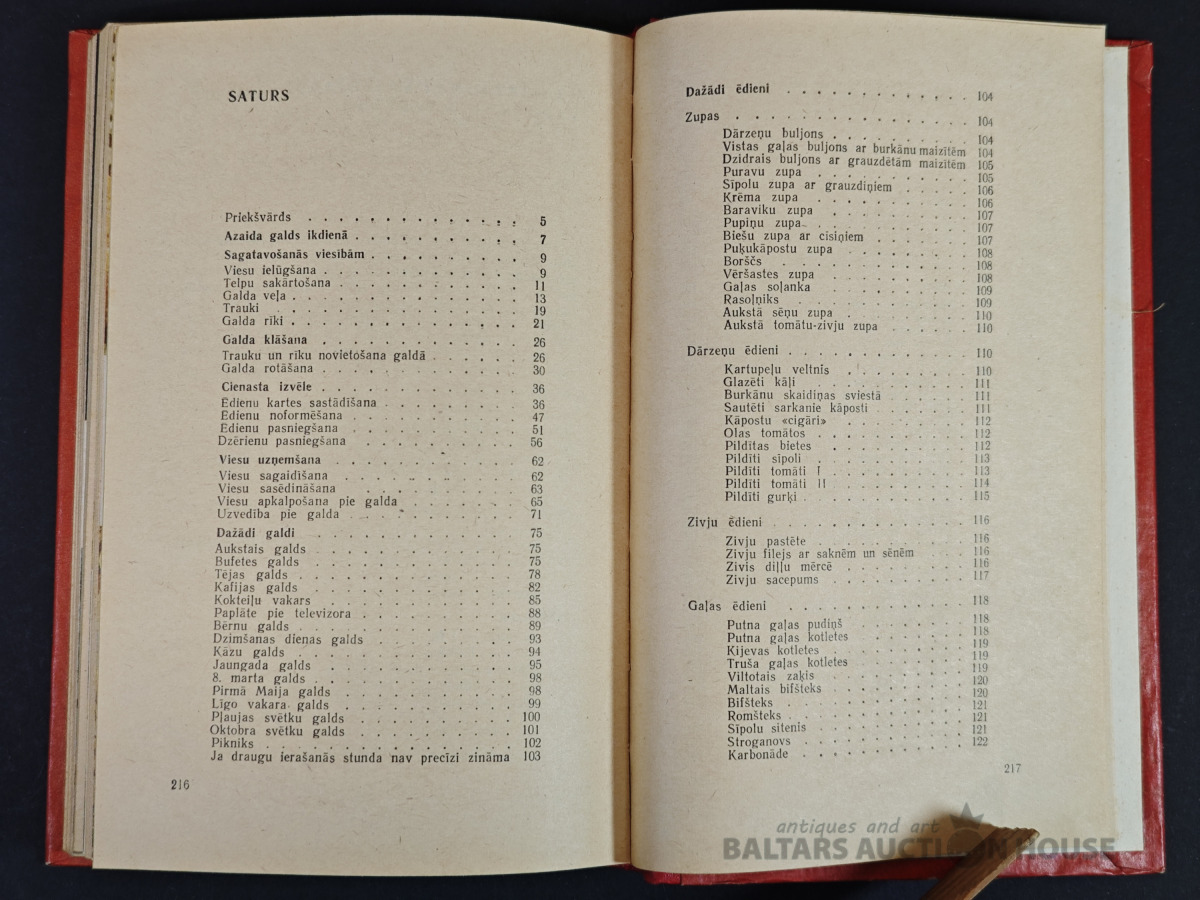 SATURS
Priekšvārds . . . . . . . . . . . . . . 5
Azaida galds ikdienā . . . . . . . . . . . 7
Sagatavošanās viesībām . . . . . . . . . . 9
Viesu ielūgšana . . . . . . . . . . . . 9
Telpu sakārtošana . . . . . . . . . . . 11
Galda veļa . . . . . . . . . . . . . . 13
Trauki . . . . . . . . . . . . . . 19
Galda rīki . . . . . . . . . . . . . . 21
Galda klāšana . . . . . . . . . . . . 26
Trauku un rīku novietošana galdā . . . . . . 26
Galda rotāšana . . . . . . . . . . . . 30
Cienasta izvēle . . . . . . . . . . . . 36
Ēdienu kartes sastādīšana . . . . . . . . . 36
Ēdienu noformēšana . . . . . . . . . . . 47
Ēdienu pasniegšana . . . . . . . . . . . 51
Dzērienu pasniegšana . . . . . . . . . . 56
Viesu uzņemšana . . . . . . . . . . . . 62
Viesu sagaidīšana . . . . . . . . . . . 62
Viesu sasēdināšana . . . . . . . . . . . 63
Viesu apkalpošana pie galda . . . . . . . . 65
Uzvedība pie galda . . . . . . . . . . . 71
Dažādi galdi . . . . . . . . . . . . . 75
Aukstais galds . . . . . . . . . . . . . 75
Bufetes galds . . . . . . . . . . . . . 75
Tējas galds . . . . . . . . . . . . . 78
Kafijas galds . . . . . . . . . . . . . 82
Kokteiļu vakars . . . . . . . . . . . . 85
Paplāte pie televizora . . . . . . . . . . 88
Bērnu galds . . . . . . . . . . . . . 89
Dzimšanas dienas galds . . . . . . . . . . 93
Kāzu galds . . . . . . . . . . . . . . 94
Jaungada galds . . . . . . . . . . . . . 95
8. marta galds . . . . . . . . . . . . . 98
Pirmā Maija galds . . . . . . . . . . . 98
Līgo vakara galds . . . . . . . . . . . 99
Pļaujas svētku galds . . . . . . . . . . 100
Oktobra svētku galds . . . . . . . . . . 101
Pikniks . . . . . . . . . . . . . . . 102
Ja draugu ierašanās stunda nav precīzi zināma 103
216
Dažādi ēdieni . . . . . . . . . . . . . 104
Zupas . . . . . . . . . . . . . . . 104
Dārzeņu buljons . . . . . . . . . 104
Vistas gaļas buljons ar burkānu maizītēm 104
Dzidrais buljons ar grauzdētām maizītēm 105
Puravu zupa . . . . . . . . . . 105
Sīpolu zupa ar grauzdiņiem . . . . . 106
Krēma zupa . . . . . . . . . . 106
Baraviku zupa . . . . . . . . . 107
Pupiņu zupa . . . . . . . . . . 107
Biešu zupa ar cīsiņiem . . . . . . 107
Puķukāpostu zupa . . . . . . . . 108
Borščs . . . . . . . . . . . . 108
Vēršastes zupa . . . . . . . . . 108
Gaļas soļanka . . . . . . . . . 109
Rasoļņiks . . . . . . . . . . . 109
Aukstā sēņu zupa . . . . . . . . 110
Aukstā tomātu-zivju zupa . . . . . . 110
Dārzeņu ēdieni . . . . . . . . . . . . 110
Kartupeļu veltnis . . . . . . . . . 110
Glazēti kāļi . . . . . . . . . . 111
Burkānu skaidiņas sviestā . . . . . . 111
Sautēti sarkanie kāposti . . . . . . 111
Kāpostu «cigāri» . . . . . . . . . 112
Olas tomātos . . . . . . . . . . 112
Pildītas bietes . . . . . . . . . . 112
Pildīti sīpoli . . . . . . . . . . 113
Pildīti tomāti I . . . . . . . . . 113
Pildīti tomāti II . . . . . . . . . 114
Pildīti gurķi . . . . . . . . . . 115
Zivju ēdieni . . . . . . . . . . . . . 116
Zivju pastēte . . . . . . . . . . 116
Zivju filejs ar saknēm un sēnēm . . . . 116
Zivis diļļu mērcē . . . . . . . . . 116
Zivju sacepums . . . . . . . . . 117
Gaļas ēdieni . . . . . . . . . . . . . 118
Putna gaļas pudiņš . . . . . . . . 118
Putna gaļas kotletes . . . . . . . 118
Kijevas kotletes . . . . . . . . . 119
Truša gaļas kotletes . . . . . . . 119
Viltotais zaķis . . . . . . . . . 119
Maltais bifšteks . . . . . . . . . 120
Bifšteks . . . . . . . . . . . 120
Romšteks . . . . . . . . . . . 121
Sīpolu sitenis . . . . . . . . . . 121
Stroganovs . . . . . . . . . . . 121
Karbonāde . . . . . . . . . . . 122
217
antiques and art
BALTARS AUCTION HOUSE